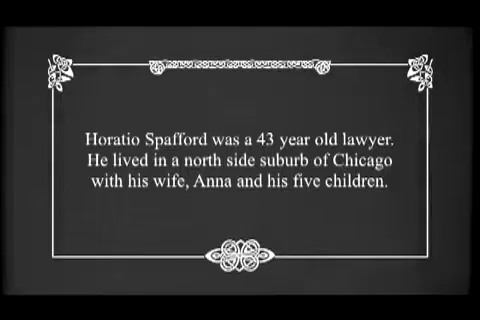 Horatio Spafford was a 43 year old lawyer.
He lived in a north side suburb of Chicago
with his wife, Anna and his five children.